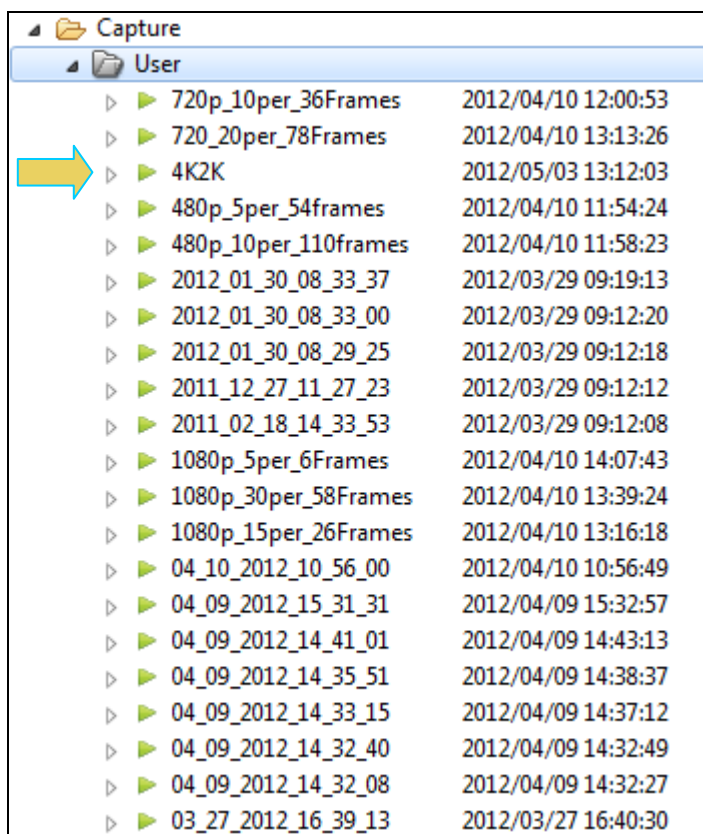 Capture
User
720p_10per_36Frames 2012/04/10 12:00:53
720_20per_78Frames 2012/04/10 13:13:26
4K2K 2012/05/03 13:12:03
480p_5per_54frames 2012/04/10 11:54:24
480p_10per_110frames 2012/04/10 11:58:23
2012_01_30_08_33_37 2012/03/29 09:19:13
2012_01_30_08_33_00 2012/03/29 09:12:20
2012_01_30_08_29_25 2012/03/29 09:12:18
2011_12_27_11_27_23 2012/03/29 09:12:12
2011_02_18_14_33_53 2012/03/29 09:12:08
1080p_5per_6Frames 2012/04/10 14:07:43
1080p_30per_58Frames 2012/04/10 13:39:24
1080p_15per_26Frames 2012/04/10 13:16:18
04_10_2012_10_56_00 2012/04/10 10:56:49
04_09_2012_15_31_31 2012/04/09 15:32:57
04_09_2012_14_41_01 2012/04/09 14:43:13
04_09_2012_14_35_51 2012/04/09 14:38:37
04_09_2012_14_33_15 2012/04/09 14:37:12
04_09_2012_14_32_40 2012/04/09 14:32:49
04_09_2012_14_32_08 2012/04/09 14:32:27
03_27_2012_16_39_13 2012/03/27 16:40:30